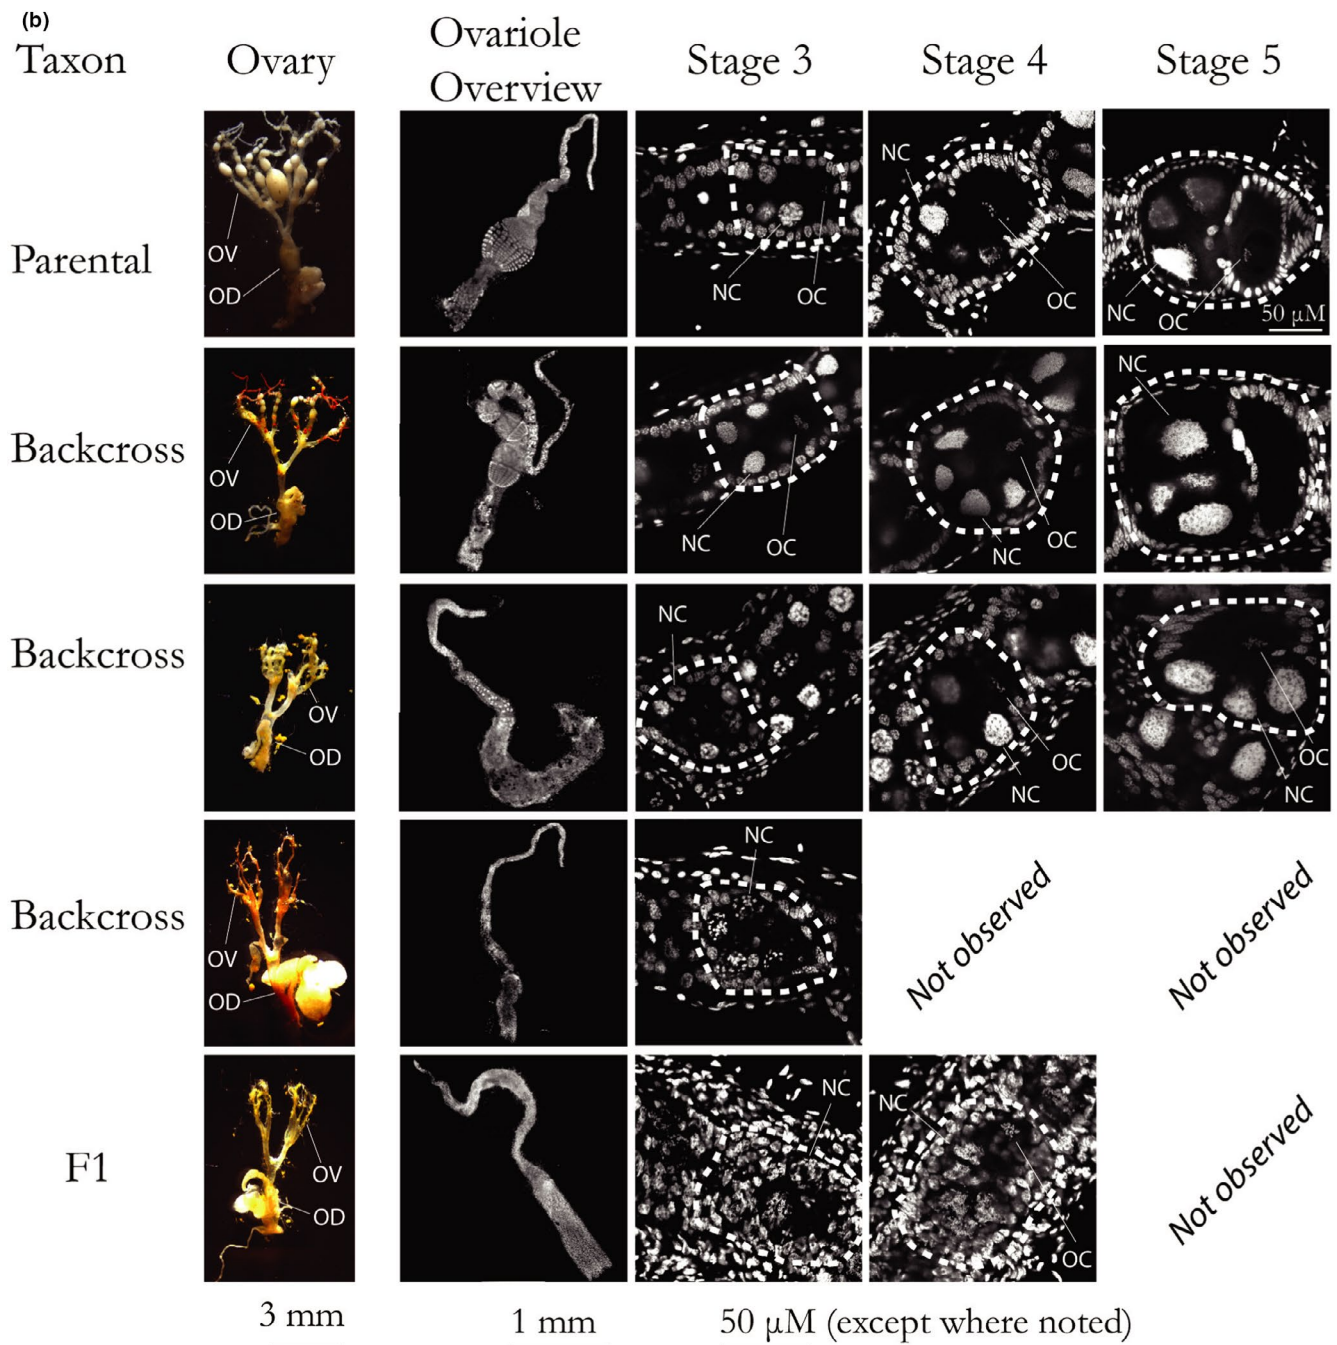 (b)
Taxon Ovary Ovariole Overview Stage 3 Stage 4 Stage 5
Parental
OV
OD
NC
OC
NC
OC
NC
OC
50 µM
Backcross
OV
OD
NC
OC
NC
OC
NC
Backcross
OV
OD
NC
NC
OC
OC
NC
Backcross
OV
OD
NC
Not observed
Not observed
F1
OV
OD
NC
NC
OC
Not observed
3 mm 1 mm 50 µM (except where noted)